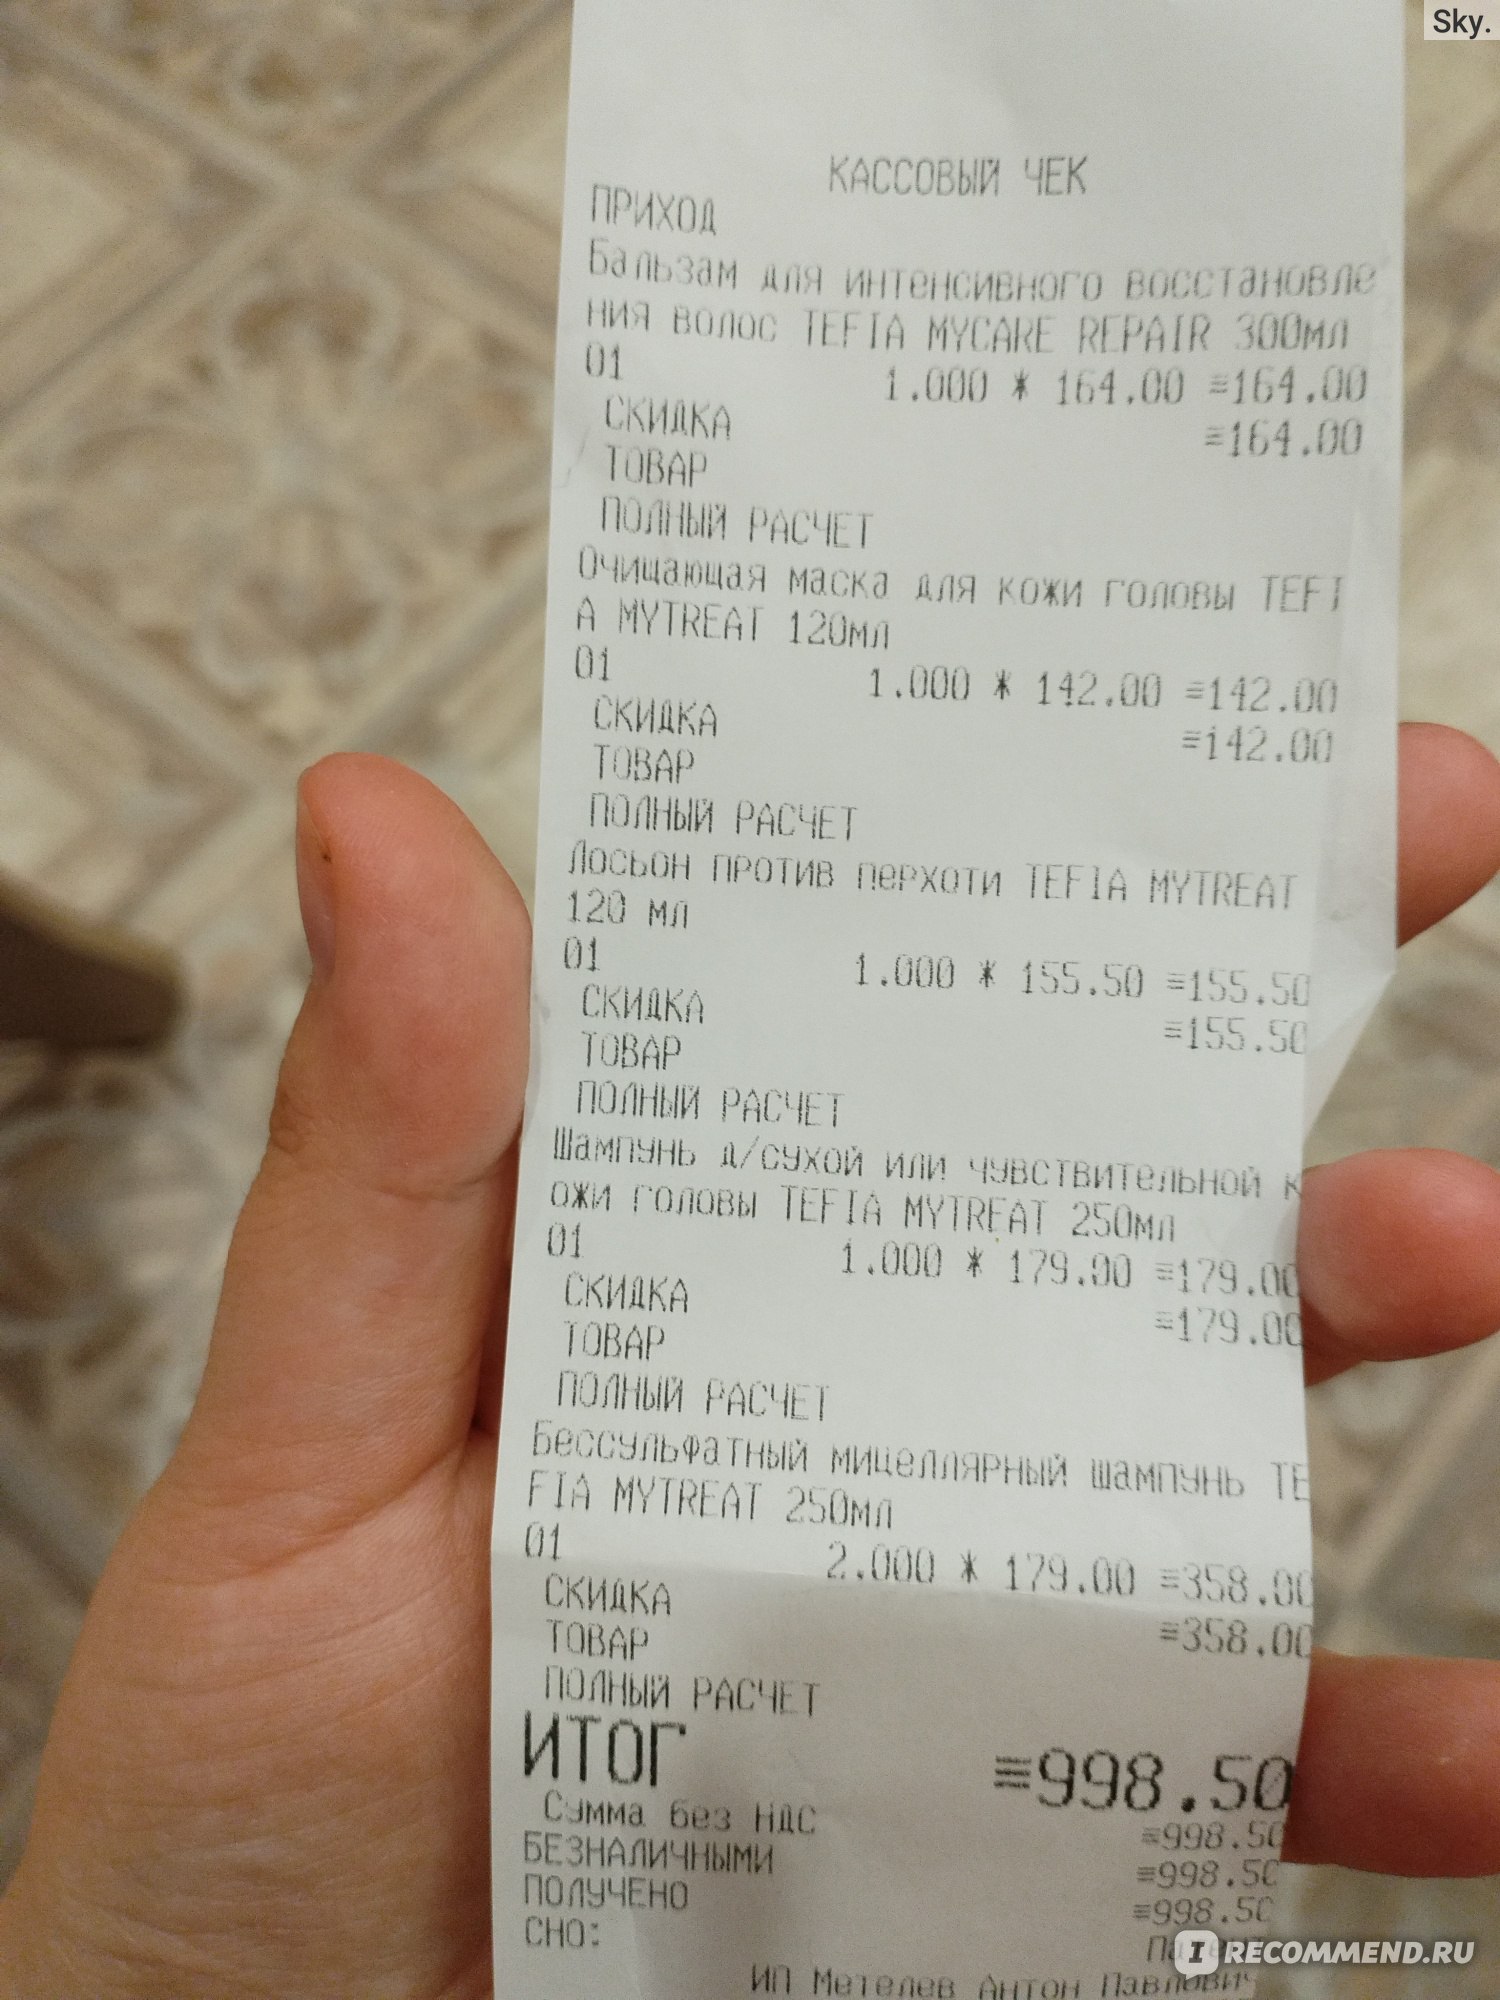 Sky.
КАССОВЫЙ ЧЕК
ПРИХОД
Бальзам для интенсивного восстановле
ния волос TEFIA MYCARE REPAIR 300мл
01 1.000 * 164.00 ≡164.00
СКИДКА ≡164.00
ТОВАР
ПОЛНЫЙ РАСЧЕТ
Очищающая маска для кожи головы TEFI
A MYTREAT 120мл
01 1.000 * 142.00 ≡142.00
СКИДКА ≡142.00
ТОВАР
ПОЛНЫЙ РАСЧЕТ
Лосьон против перхоти TEFIA MYTREAT
120 мл
01 1.000 * 155.50 ≡155.50
СКИДКА ≡155.50
ТОВАР
ПОЛНЫЙ РАСЧЕТ
Шампунь д/сухой или чувствительной к
ожи головы TEFIA MYTREAT 250мл
01 1.000 * 179.00 ≡179.00
СКИДКА ≡179.00
ТОВАР
ПОЛНЫЙ РАСЧЕТ
Бессульфатный мицеллярный шампунь TE
FIA MYTREAT 250мл
01 2.000 * 179.00 ≡358.00
СКИДКА ≡358.00
ТОВАР
ПОЛНЫЙ РАСЧЕТ
ИТОГ ≡998.50
Сумма без НДС ≡998.50
БЕЗНАЛИЧНЫМИ ≡998.50
ПОЛУЧЕНО ≡998.50
СНО:
ИП Метелев Антон Павлович
IRECOMMEND.RU